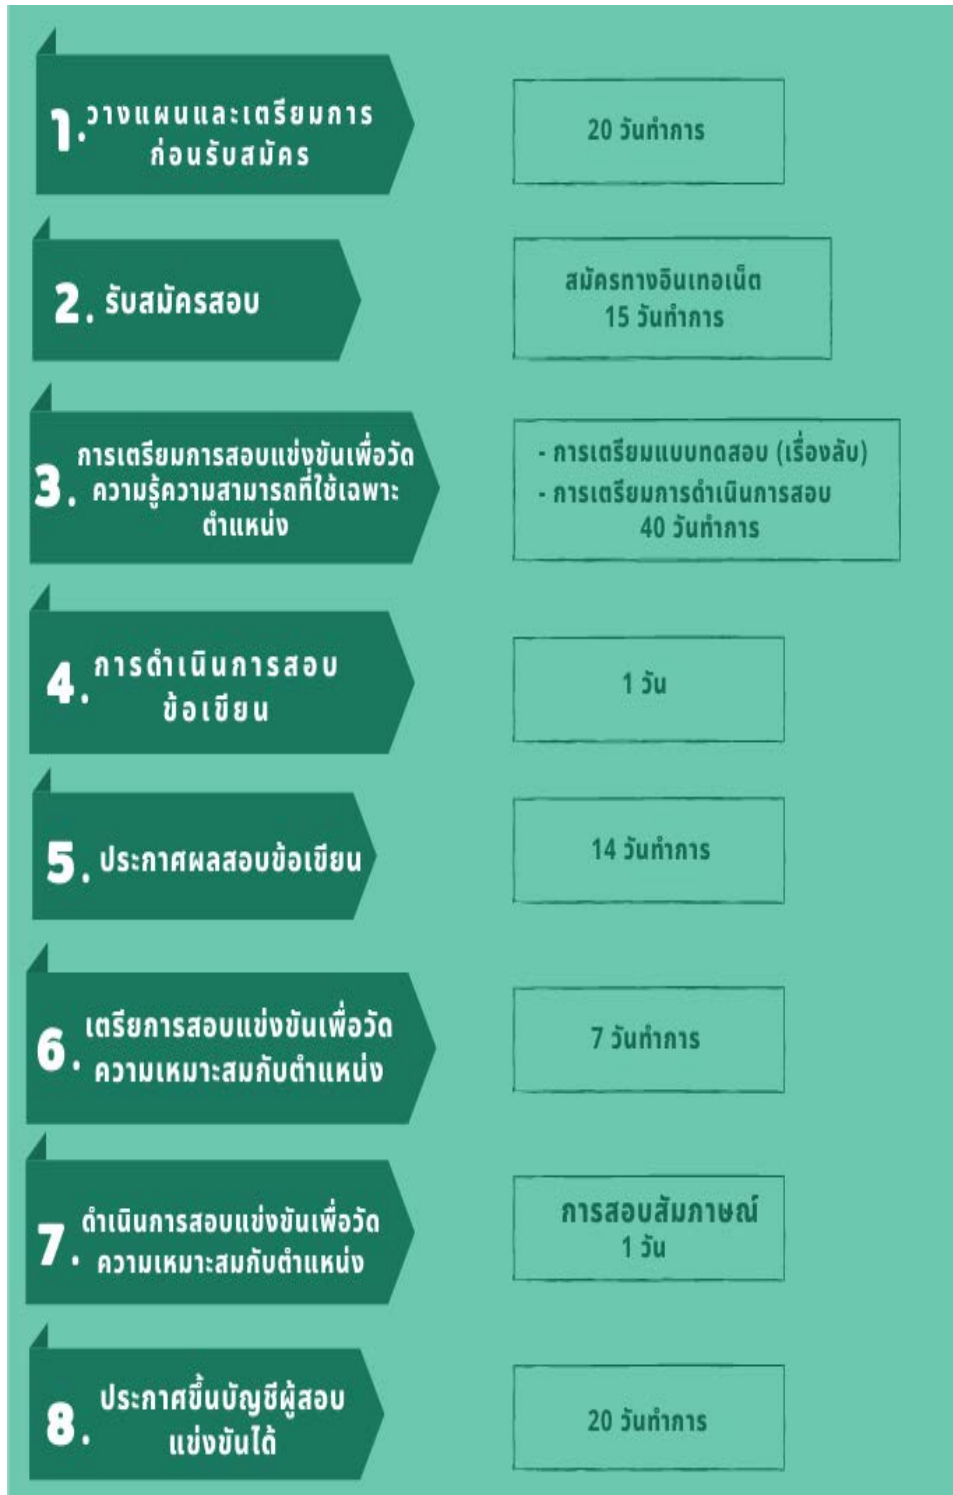 1. วางแผนและเตรียมการ
ก่อนรับสมัคร
20 วันทำการ
2. รับสมัครสอบ
สมัครทางอินเทอเน็ต
15 วันทำการ
3. การเตรียมการสอบแข่งขันเพื่อวัด
ความรู้ความสามารถที่ใช้เฉพาะ
ตำแหน่ง
- การเตรียมแบบทดสอบ (เรื่องลับ)
- การเตรียมการดำเนินการสอบ
40 วันทำการ
4. การดำเนินการสอบ
ข้อเขียน
1 วัน
5. ประกาศผลสอบข้อเขียน
14 วันทำการ
6. เตรียการสอบแข่งขันเพื่อวัด
ความเหมาะสมกับตำแหน่ง
7 วันทำการ
7. ดำเนินการสอบแข่งขันเพื่อวัด
ความเหมาะสมกับตำแหน่ง
การสอบสัมภาษณ์
1 วัน
8. ประกาศขึ้นบัญชีผู้สอบ
แข่งขันได้
20 วันทำการ